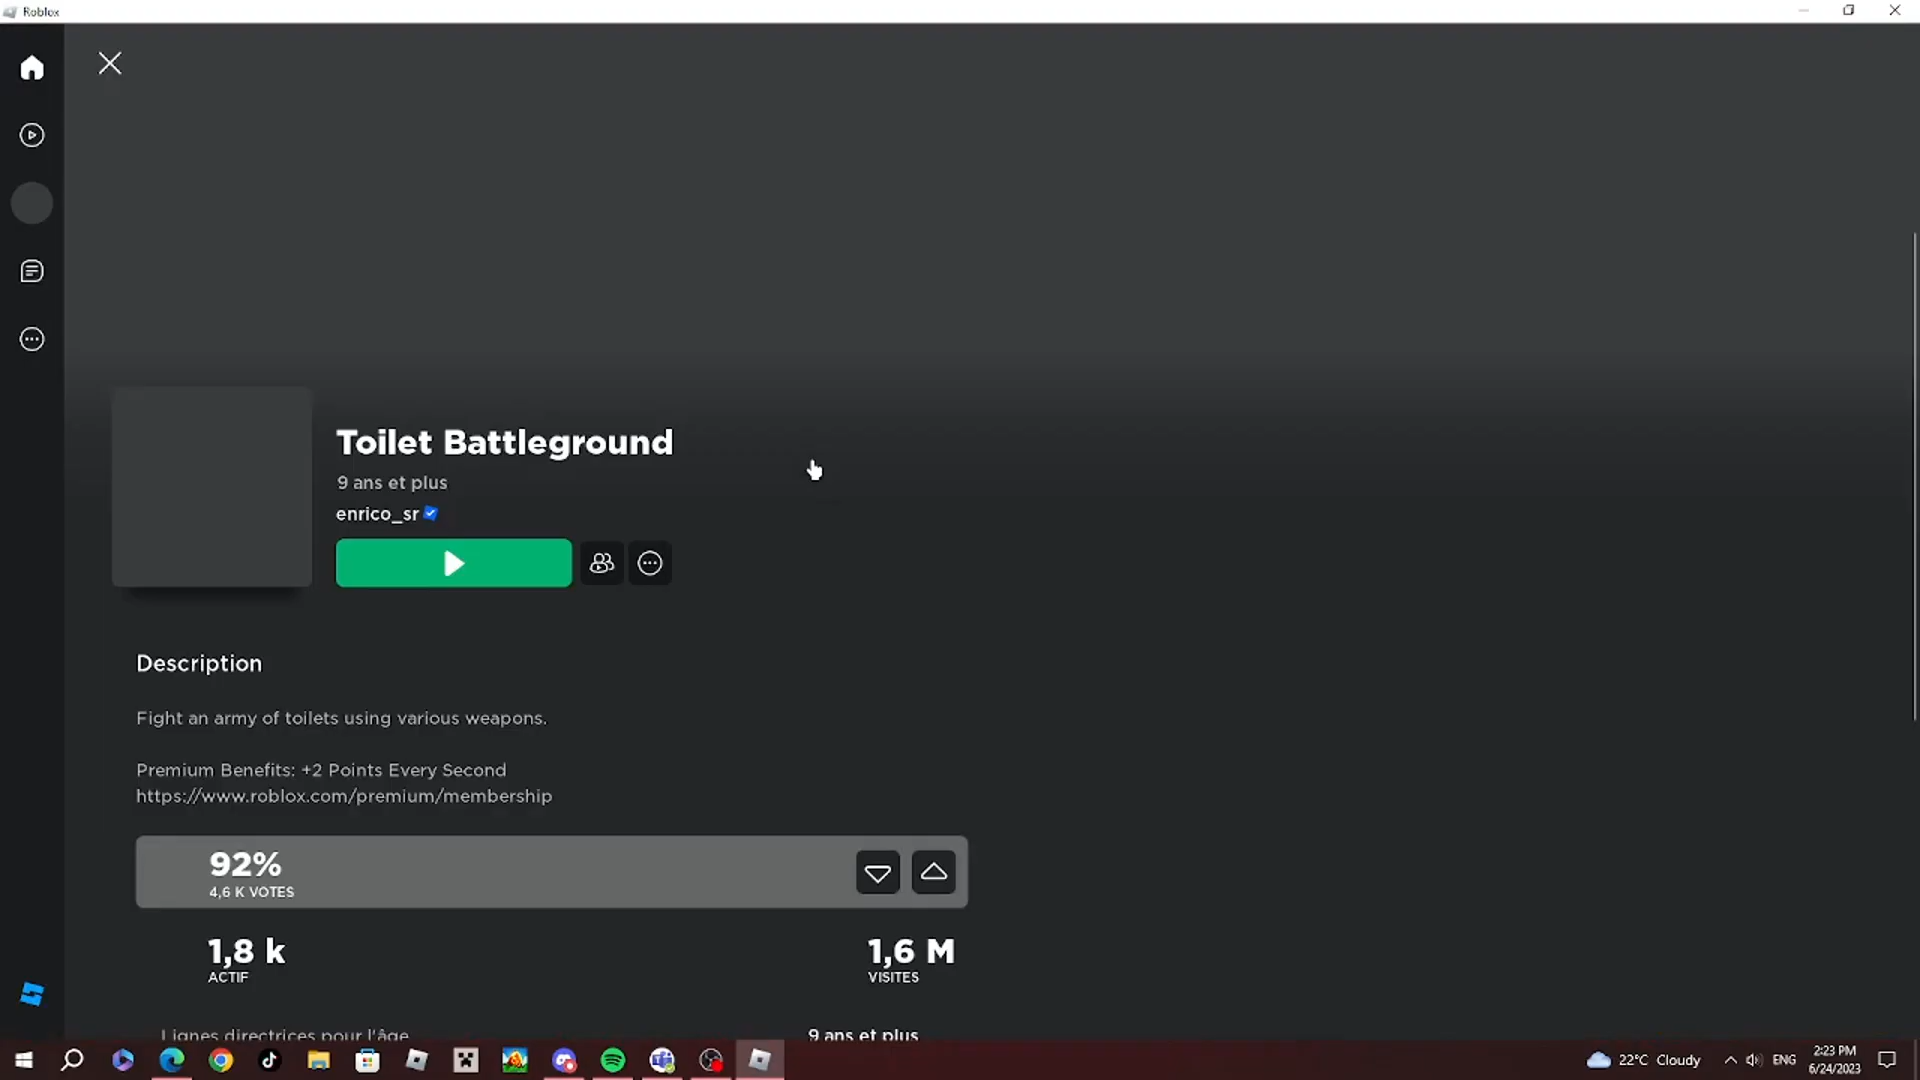 Roblox
Toilet Battleground
9 ans et plus
enrico_sr
Description
Fight an army of toilets using various weapons.
Premium Benefits: +2 Points Every Second
https://www.roblox.com/premium/membership
92%
4,6 K VOTES
1,8 k
ACTIF
1,6 M
VISITES
Lignes directrices pour l'âge
9 ans et plus
22°C Cloudy
ENG
2:23 PM
6/24/2023